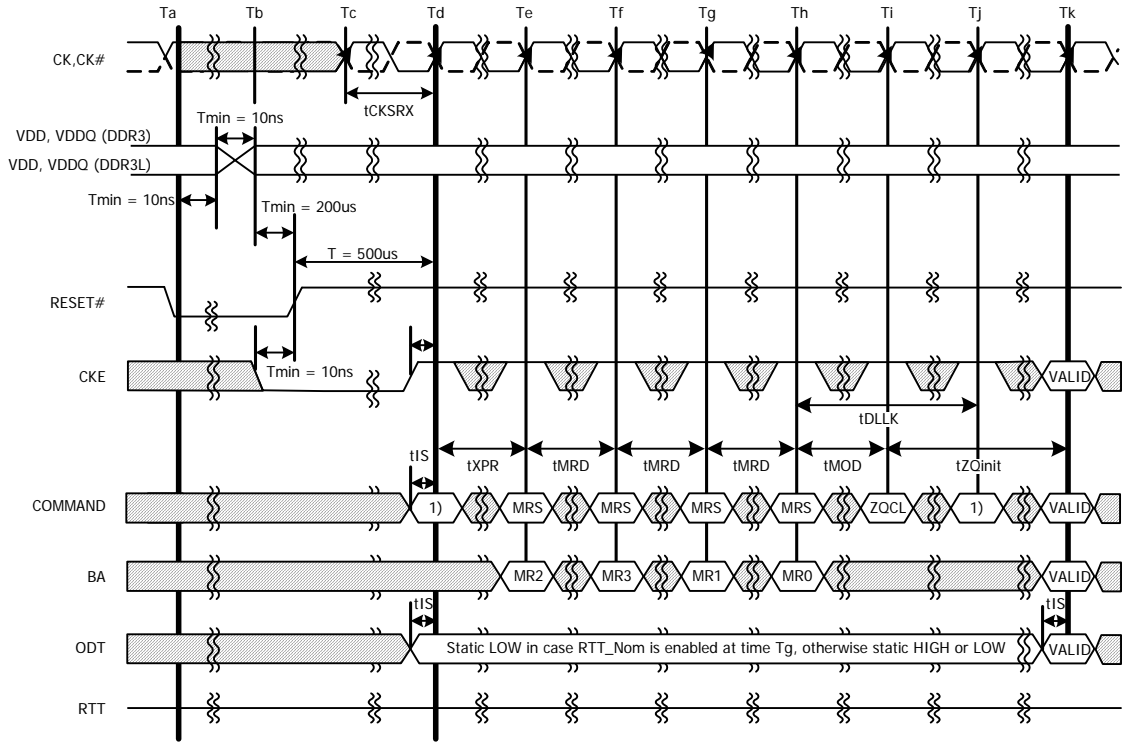 Ta Tb Tc Td Te Tf Tg Th Ti Tj Tk
CK,CK#
tCKSRX
Tmin = 10ns
VDD, VDDQ (DDR3)
VDD, VDDQ (DDR3L)
Tmin = 10ns
Tmin = 200us
T = 500us
RESET#
Tmin = 10ns
CKE
VALID
tDLLK
tIS
tXPR tMRD tMRD tMRD tMOD tZQinit
COMMAND
1) MRS MRS MRS MRS ZQCL 1) VALID
BA
MR2 MR3 MR1 MR0 VALID
tIS tIS
ODT
Static LOW in case RTT_Nom is enabled at time Tg, otherwise static HIGH or LOW
VALID
RTT